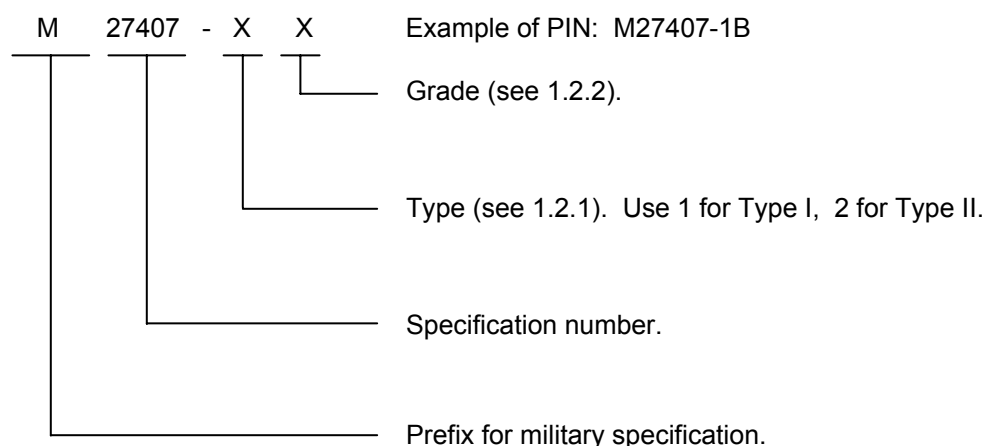 M 27407 - X X Example of PIN: M27407-1B
Grade (see 1.2.2).
Type (see 1.2.1). Use 1 for Type I, 2 for Type II.
Specification number.
Prefix for military specification.